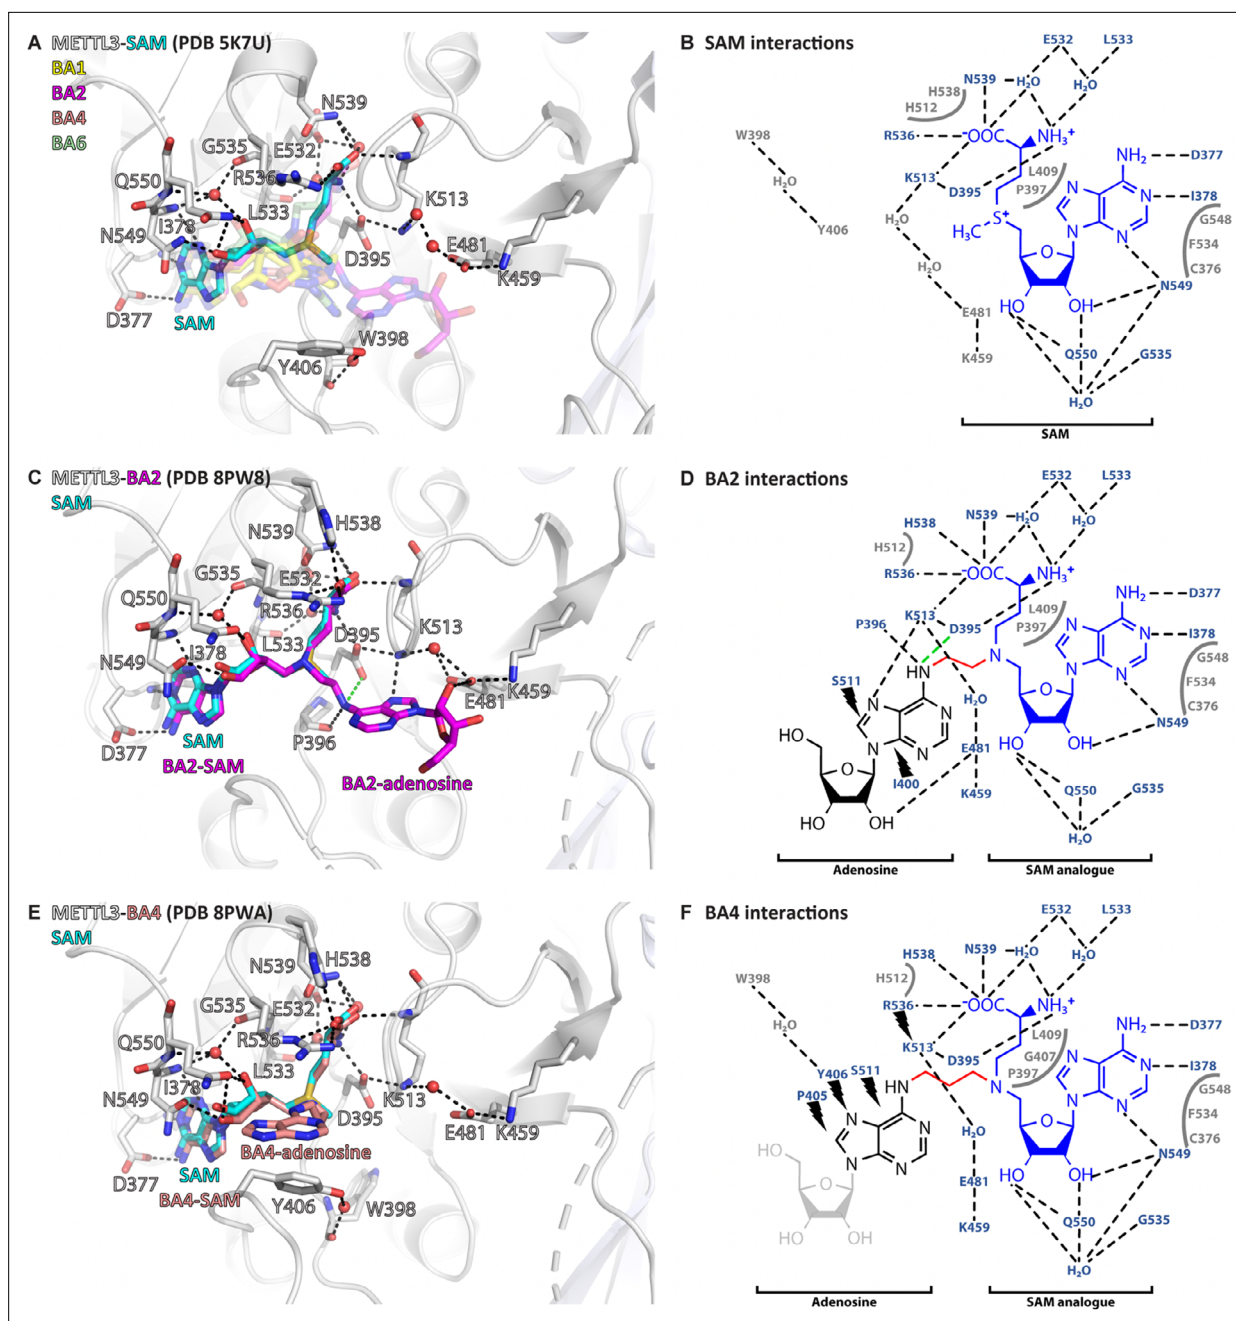 A METTL3-SAM (PDB 5K7U)
BA1
BA2
BA4
BA6
N539
G535
E532
Q550
R536
K513
I378
L533
N549
D395
E481
K459
D377
SAM
W398
Y406
B SAM interactions
E532
L533
N539
H₂O
H₂O
H538
H512
W398
R536
⁻OOC
NH₃⁺
NH₂
D377
H₂O
K513
D395
L409
P397
N
N
I378
Y406
H₂O
S⁺
H₃C
N
N
G548
F534
C376
O
H₂O
N549
HO
OH
E481
K459
Q550
G535
H₂O
SAM
C METTL3-BA2 (PDB 8PW8)
SAM
N539
H538
G535
E532
Q550
R536
D395
K513
I378
L533
N549
E481
K459
P396
D377
SAM
BA2-SAM
BA2-adenosine
D BA2 interactions
E532
L533
H538
N539
H₂O
H₂O
H512
R536
⁻OOC
NH₃⁺
NH₂
D377
K513
L409
P396
D395
P397
N
N
I378
N
NH
N
N
G548
F534
C376
S511
H₂O
O
N
N
N549
HO
N
N
E481
HO
OH
O
I400
K459
Q550
G535
HO
OH
H₂O
Adenosine
SAM analogue
E METTL3-BA4 (PDB 8PWA)
SAM
N539
H538
G535
E532
Q550
R536
I378
L533
K513
N549
D395
E481
K459
BA4-adenosine
D377
SAM
BA4-SAM
Y406
W398
F BA4 interactions
E532
L533
H538
N539
H₂O
H₂O
W398
H512
R536
⁻OOC
NH₃⁺
NH₂
D377
H₂O
K513
D395
L409
G407
P397
N
N
I378
Y406
S511
P405
NH
N
N
N
G548
F534
C376
N
N
H₂O
O
N549
HO
N
N
E481
HO
OH
O
K459
Q550
G535
HO
OH
H₂O
Adenosine
SAM analogue